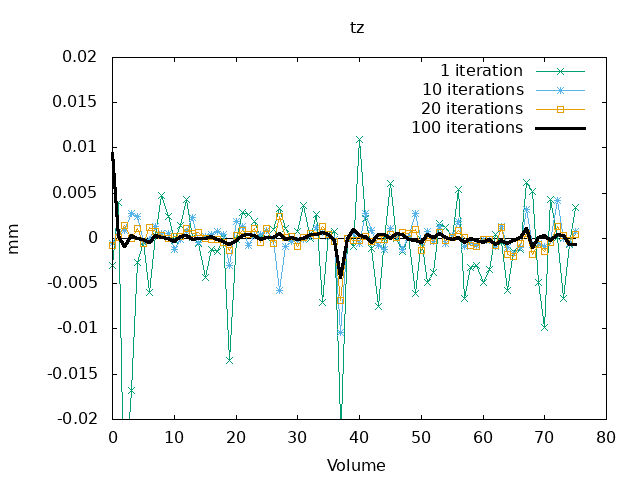 tz
0.02
0.015
0.01
0.005
0
-0.005
-0.01
-0.015
-0.02
mm
1 iteration
10 iterations
20 iterations
100 iterations
0 10 20 30 40 50 60 70 80
Volume